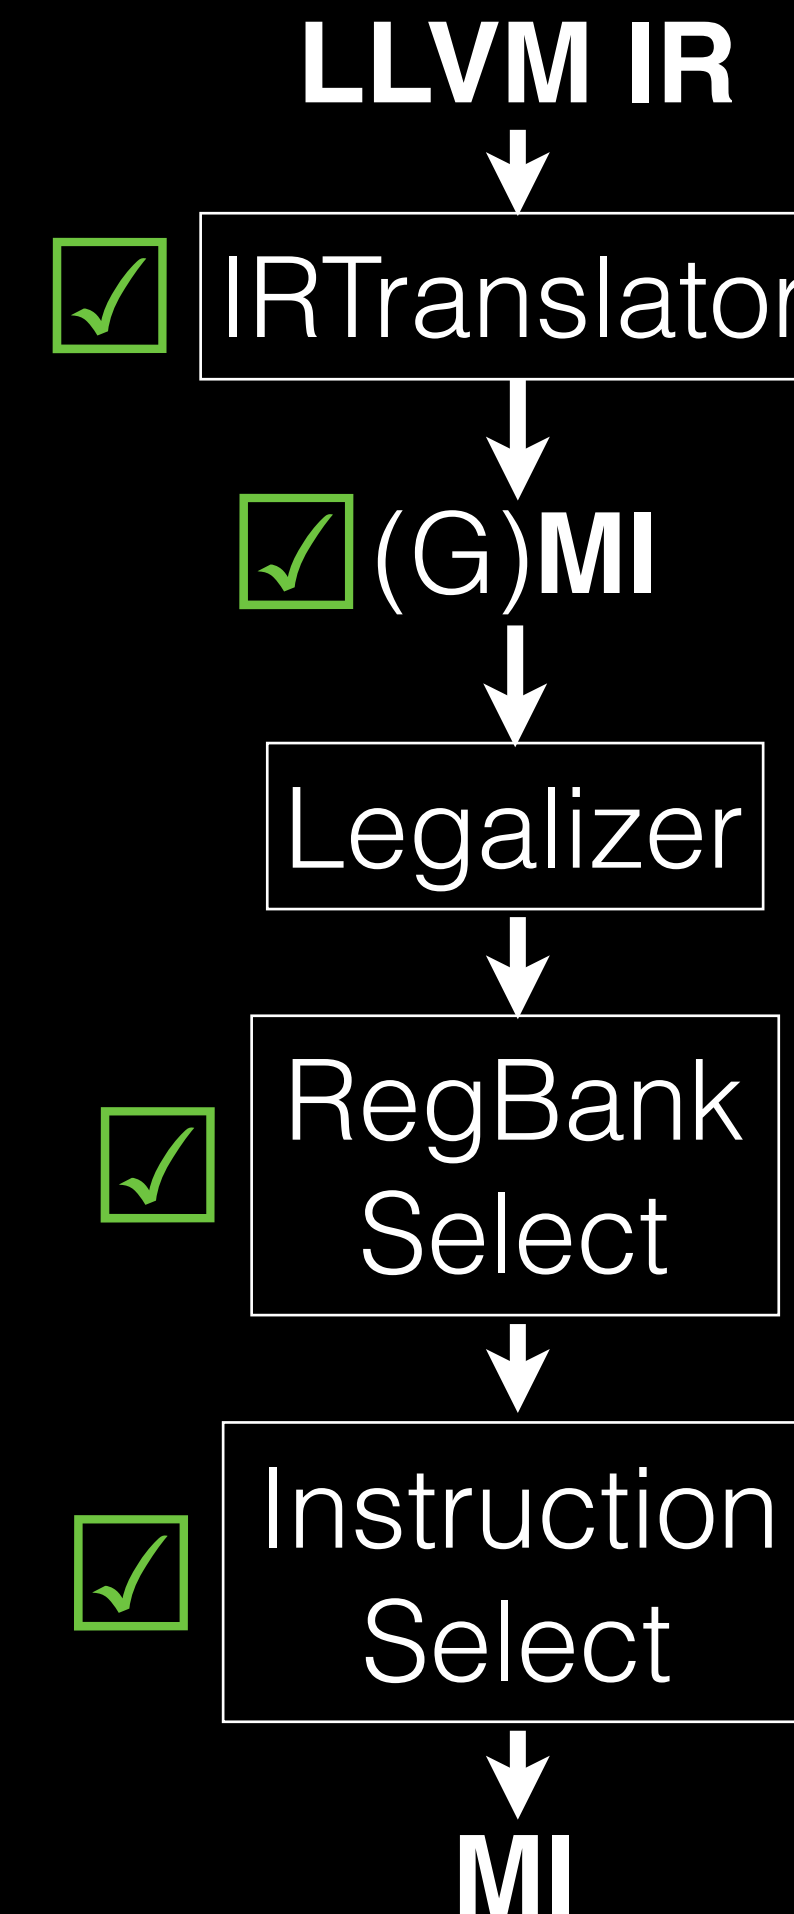 LLVM IR
IRTranslator
(G)MI
Legalizer
RegBank
Select
Instruction
Select
MI